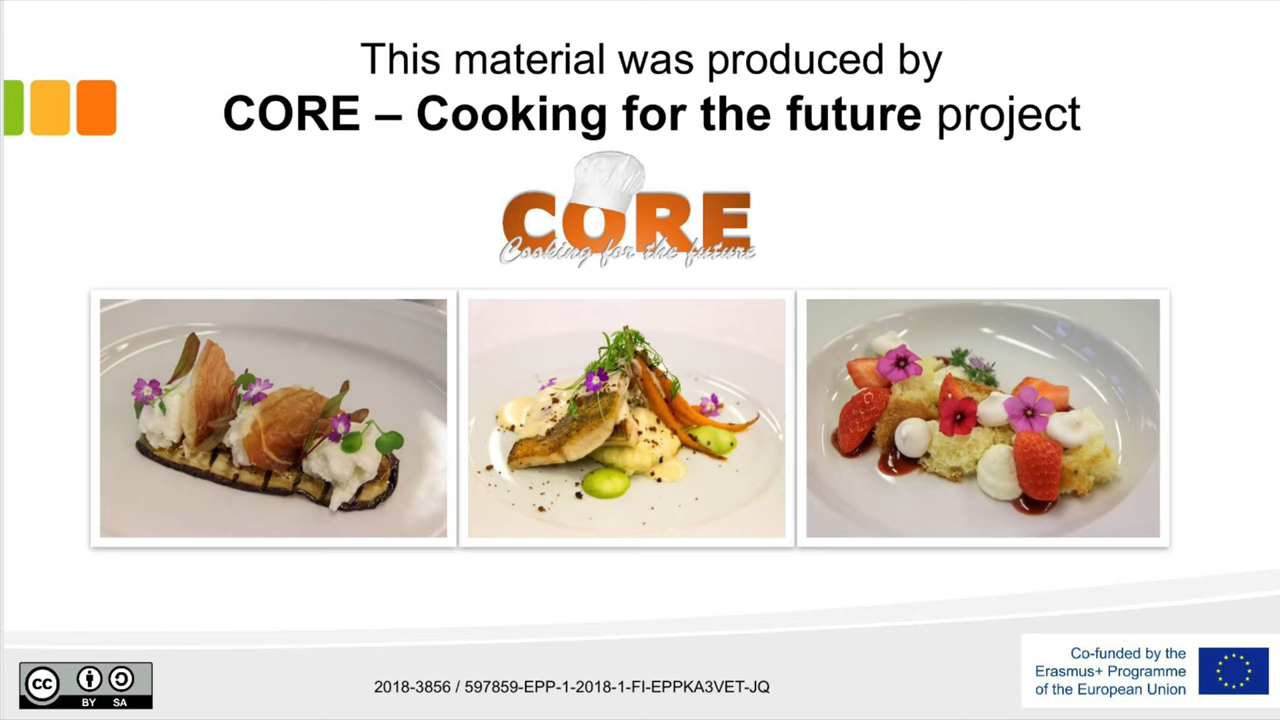 This material was produced by
CORE – Cooking for the future project
CORE
Cooking for the future
cc
BY SA
2018-3856 / 597859-EPP-1-2018-1-FI-EPPKA3VET-JQ
Co-funded by the
Erasmus+ Programme
of the European Union